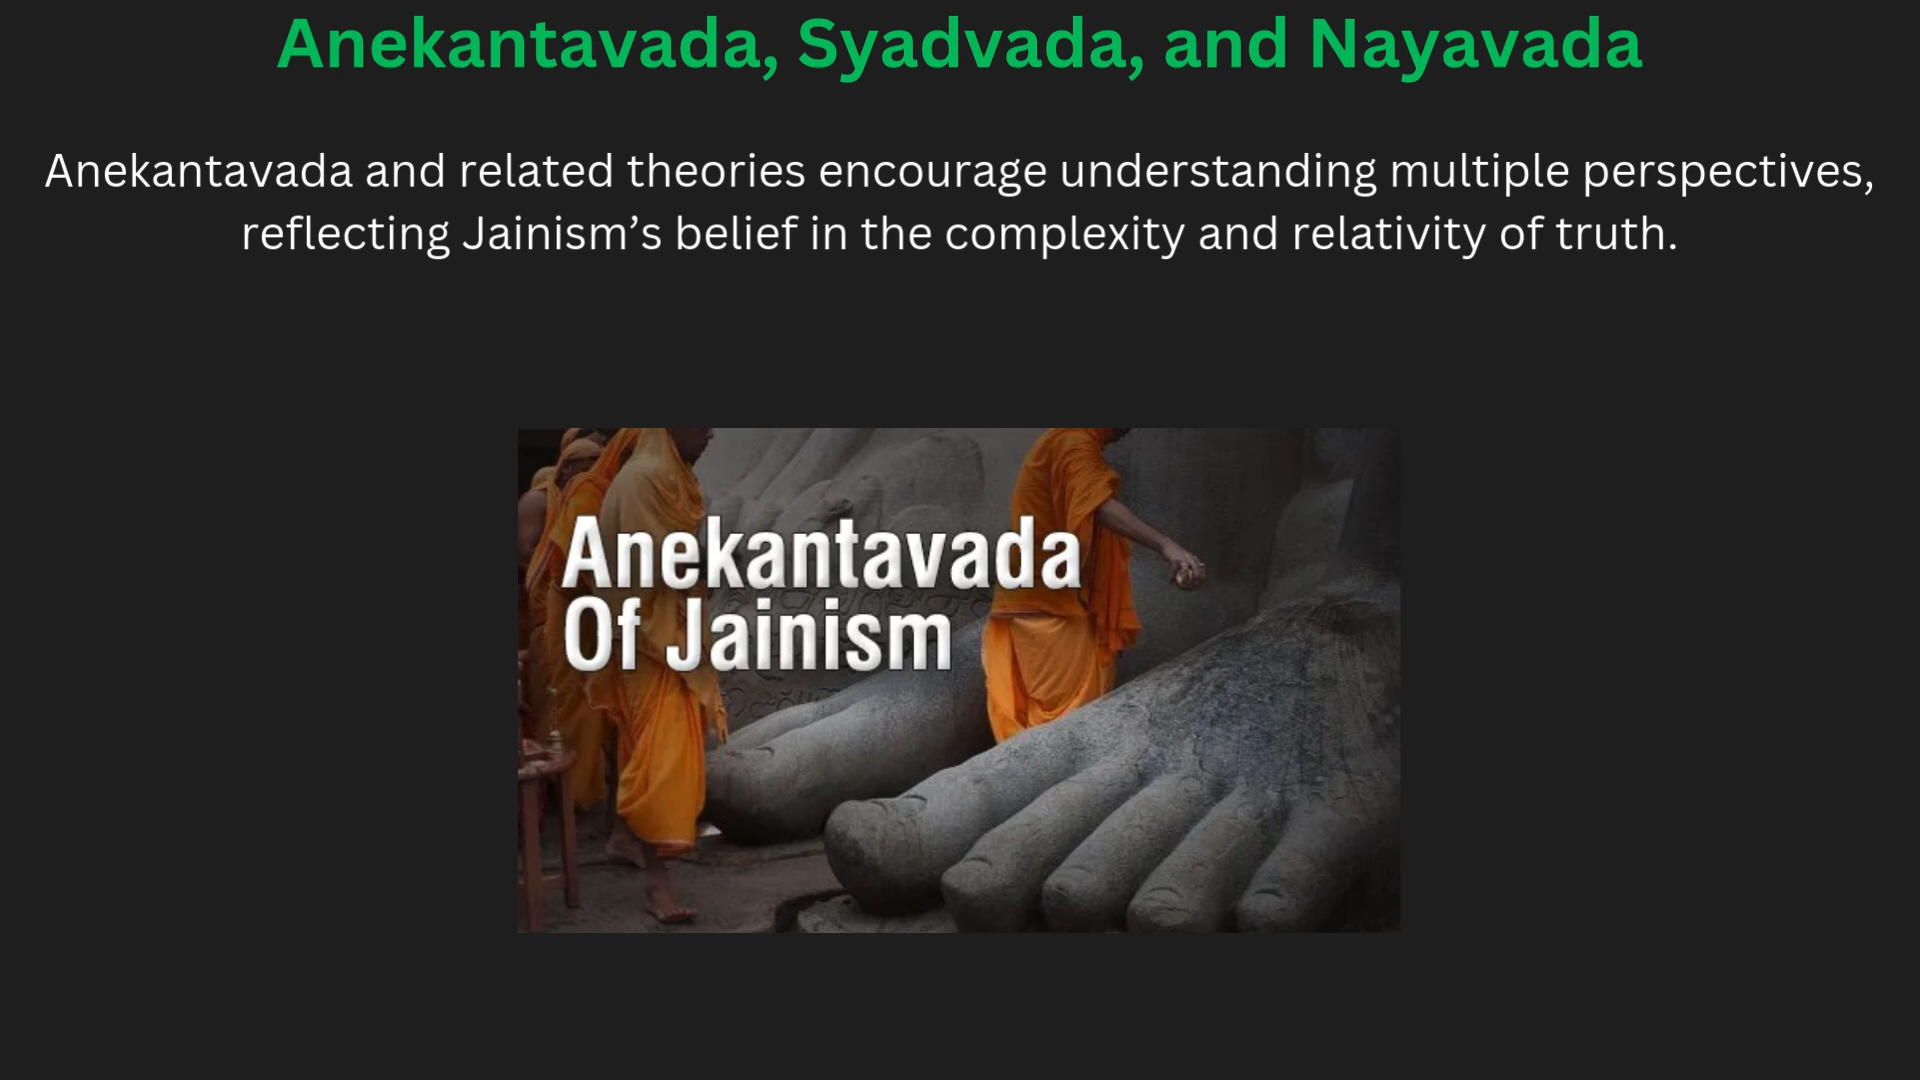 Anekantavada, Syadvada, and Nayavada
Anekantavada and related theories encourage understanding multiple perspectives,
reflecting Jainism’s belief in the complexity and relativity of truth.
Anekantavada
Of Jainism